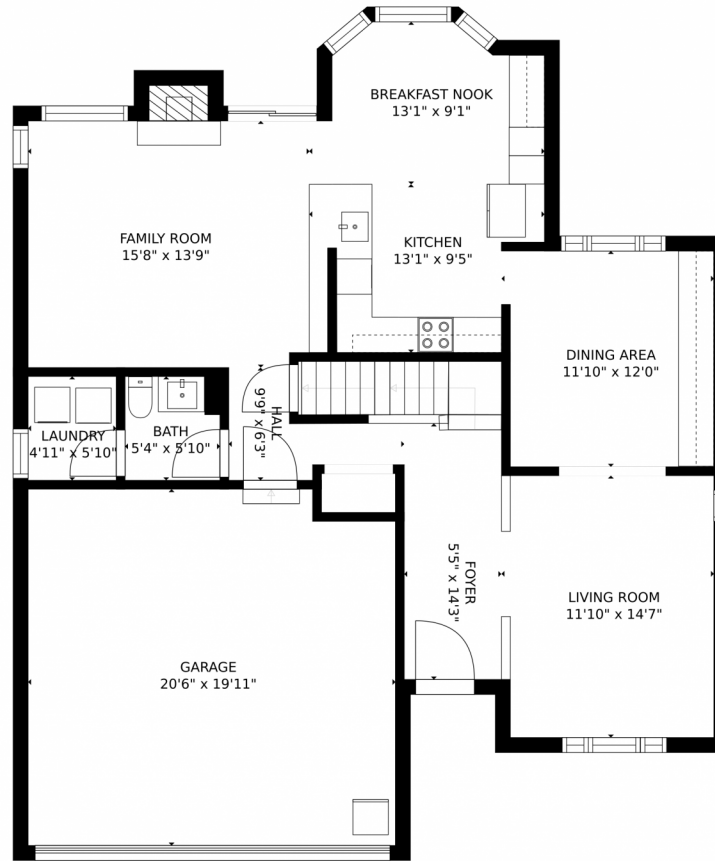 BREAKFAST NOOK
13'1" x 9'1"
FAMILY ROOM
15'8" x 13'9"
KITCHEN
13'1" x 9'5"
DINING AREA
11'10" x 12'0"
HALL
9'9" x 6'3"
LAUNDRY
4'11" x 5'10"
BATH
5'4" x 5'10"
FOYER
5'5" x 14'3"
LIVING ROOM
11'10" x 14'7"
GARAGE
20'6" x 19'11"